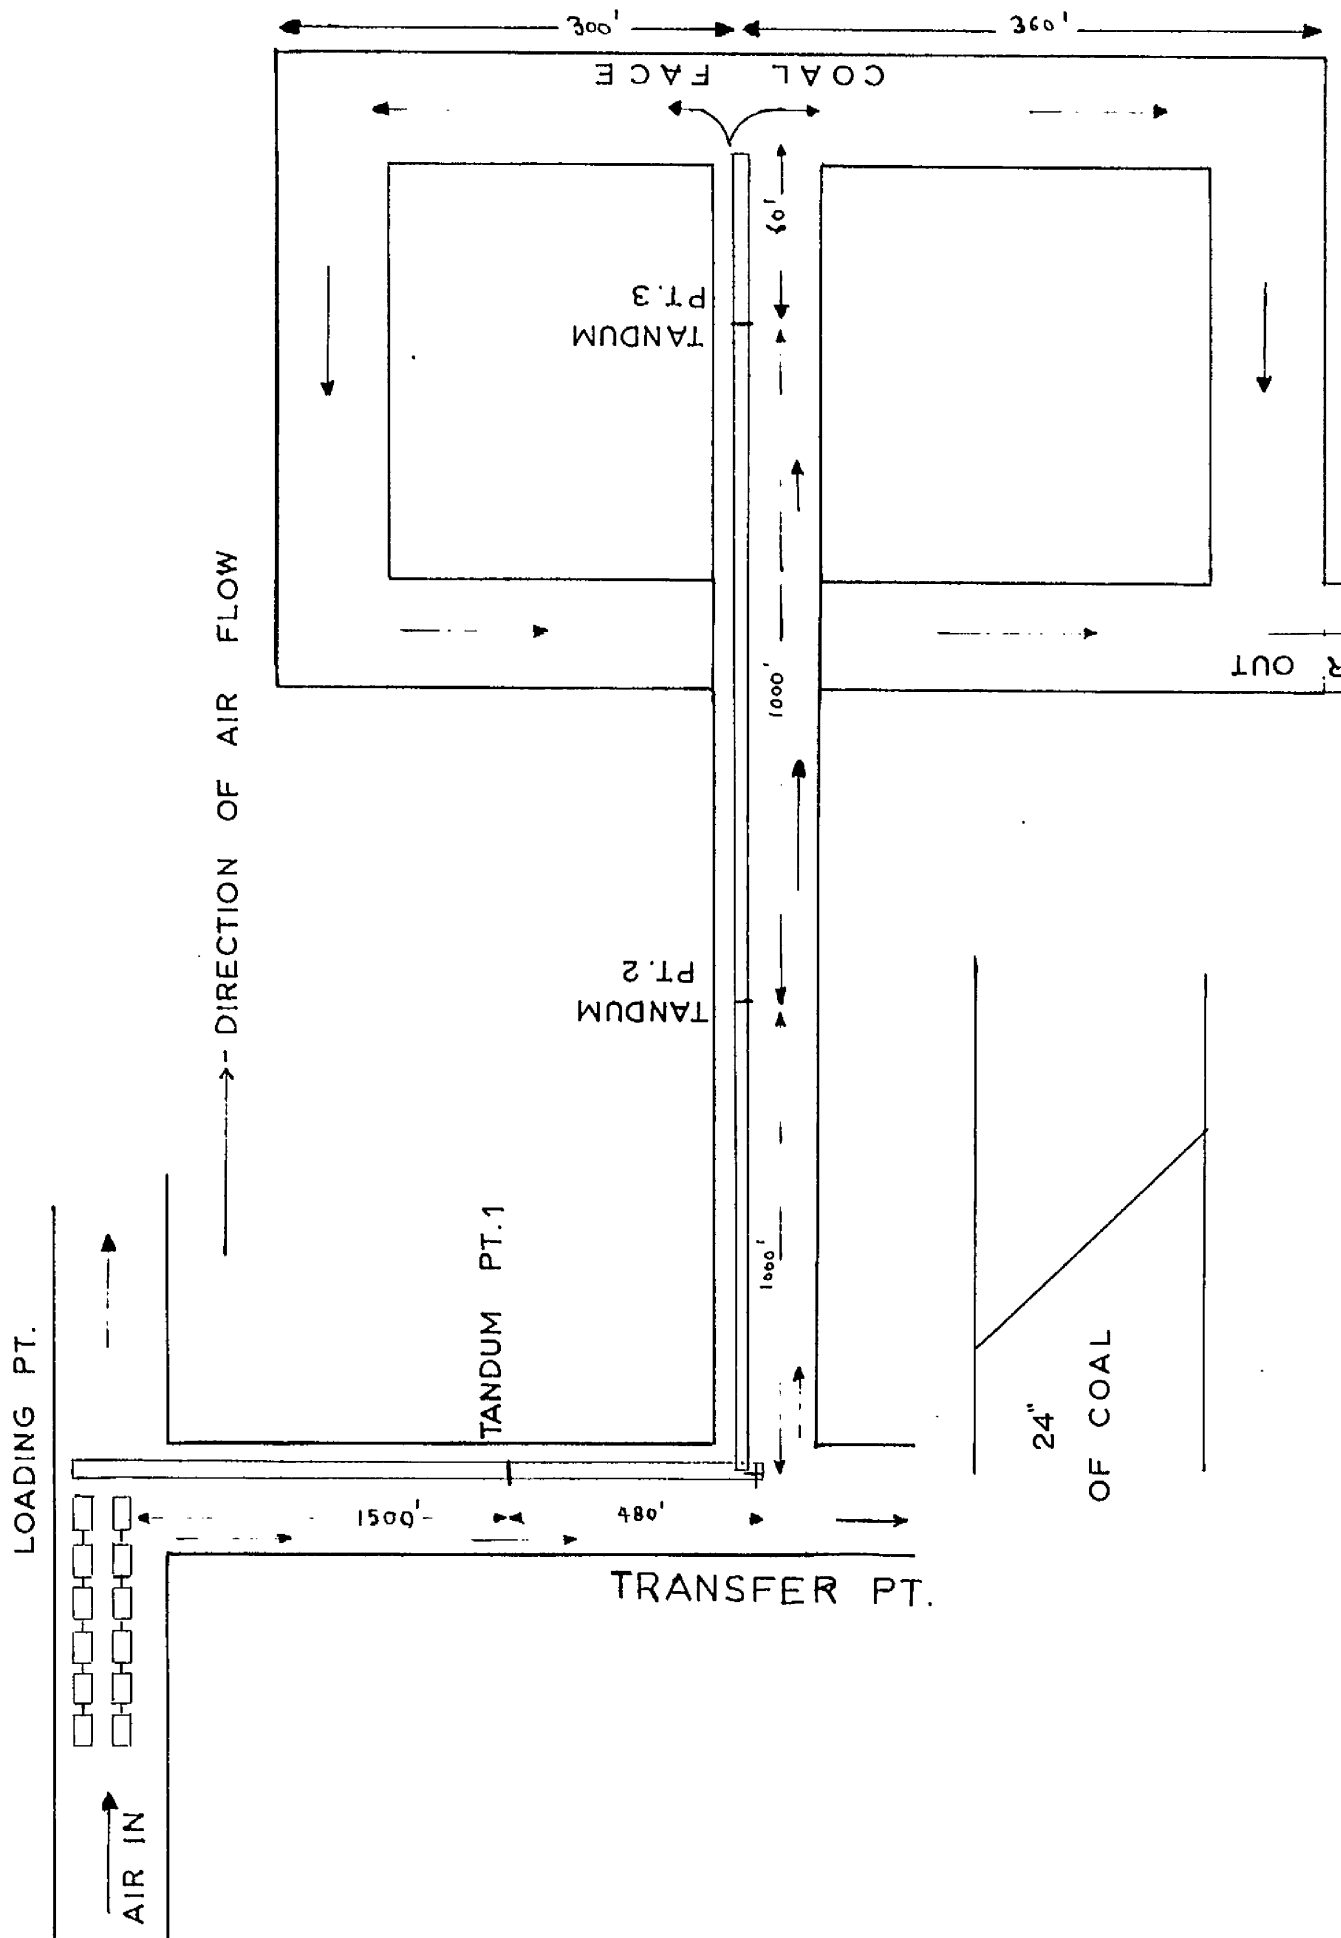 300'
360'
COAL FACE
60'
TANDUM
PT.3
DIRECTION OF AIR FLOW
1000'
R OUT
TANDUM
PT.2
1000'
TANDUM PT.1
LOADING PT.
24"
OF COAL
1500'
480'
TRANSFER PT.
AIR IN